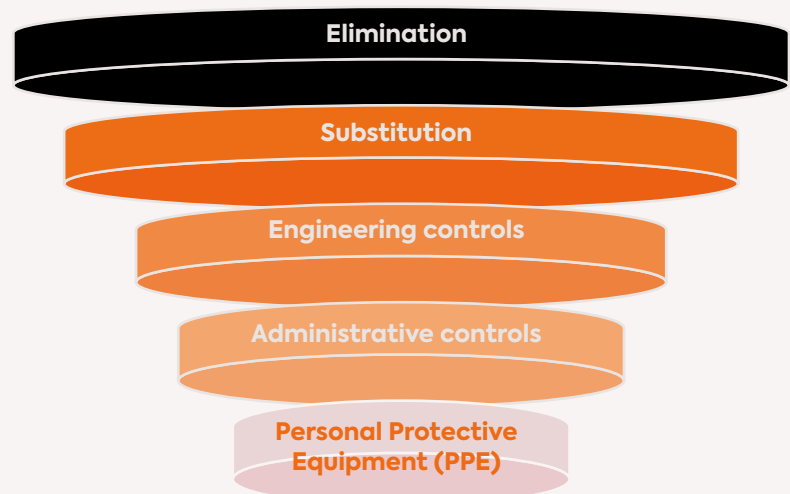 Elimination
Substitution
Engineering controls
Administrative controls
Personal Protective
Equipment (PPE)